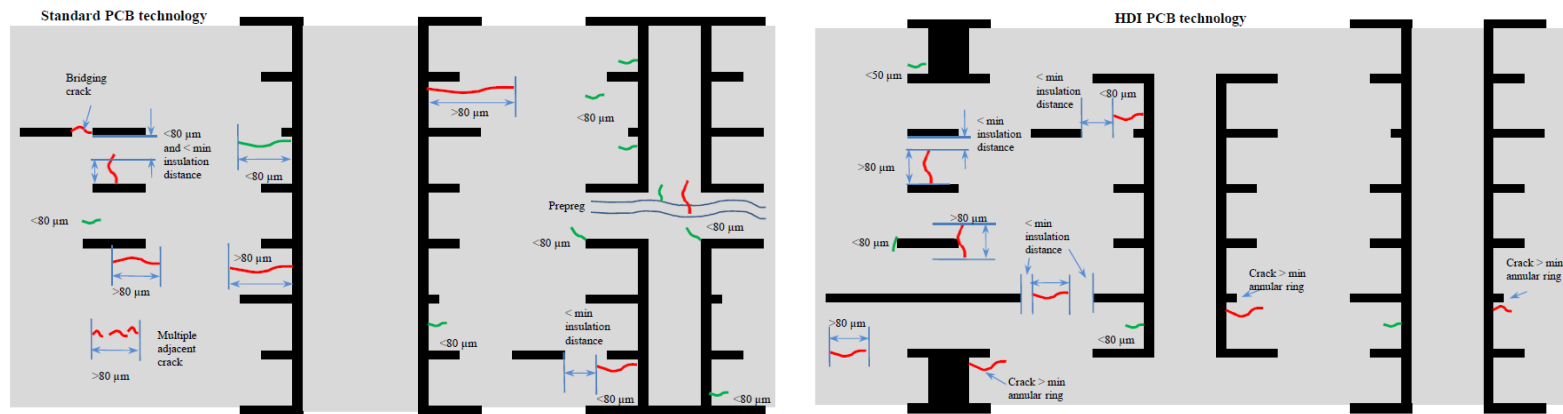 Standard PCB technology
Bridging
crack
<80 µm
and < min
insulation
distance
<80 µm
<80 µm
>80 µm
>80 µm
Multiple
adjacent
crack
>80 µm
>80 µm
<80 µm
Prepreg
<80 µm
<80 µm
<80 µm
< min
insulation
distance
<80 µm
<80 µm
HDI PCB technology
<50 µm
< min
insulation
distance
<80 µm
< min
insulation
distance
>80 µm
>80 µm
<80 µm
< min
insulation
distance
Crack > min
annular ring
Crack > min
annular ring
>80 µm
<80 µm
Crack > min
annular ring